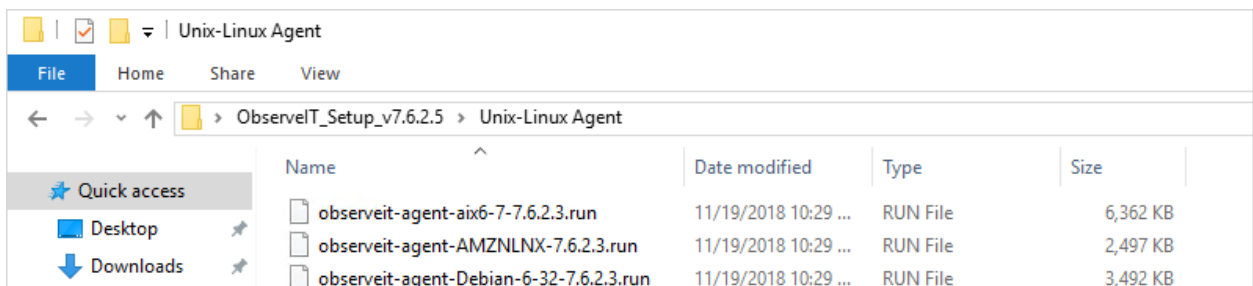 Unix-Linux Agent
File Home Share View
ObserveIT_Setup_v7.6.2.5 > Unix-Linux Agent
Name Date modified Type Size
Quick access
observeit-agent-aix6-7-7.6.2.3.run 11/19/2018 10:29 ... RUN File 6,362 KB
Desktop
observeit-agent-AMZNLNX-7.6.2.3.run 11/19/2018 10:29 ... RUN File 2,497 KB
Downloads
observeit-agent-Debian-6-32-7.6.2.3.run 11/19/2018 10:29 ... RUN File 3,492 KB